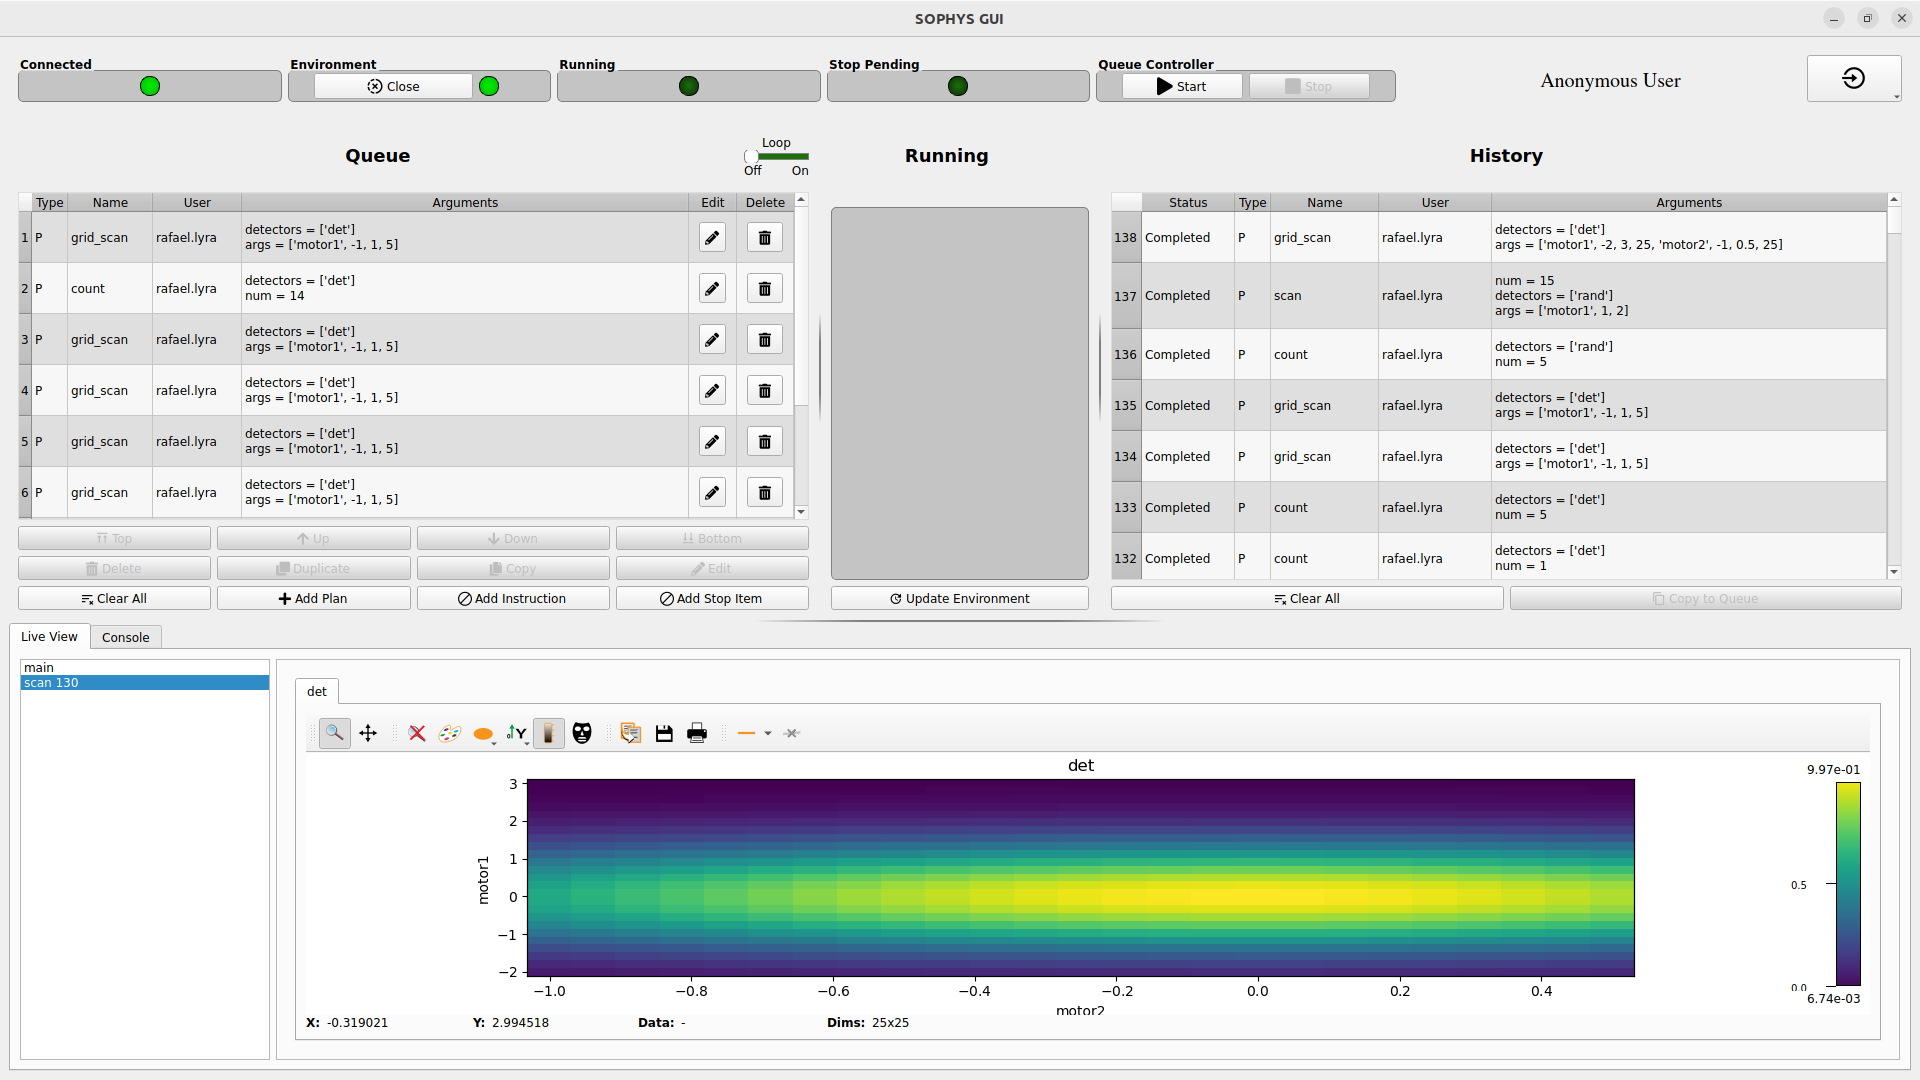 SOPHYS GUI
Connected
Environment
Running
Stop Pending
Queue Controller
Close
Start
Stop
Anonymous User
Queue
Loop
Off On
Running
History
Type Name User Arguments Edit Delete
1 P grid_scan rafael.lyra detectors = ['det']
args = ['motor1', -1, 1, 5]
2 P count rafael.lyra detectors = ['det']
num = 14
3 P grid_scan rafael.lyra detectors = ['det']
args = ['motor1', -1, 1, 5]
4 P grid_scan rafael.lyra detectors = ['det']
args = ['motor1', -1, 1, 5]
5 P grid_scan rafael.lyra detectors = ['det']
args = ['motor1', -1, 1, 5]
6 P grid_scan rafael.lyra detectors = ['det']
args = ['motor1', -1, 1, 5]
Top Up Down Bottom
Delete Duplicate Copy Edit
Clear All Add Plan Add Instruction Add Stop Item
Update Environment
Status Type Name User Arguments
138 Completed P grid_scan rafael.lyra detectors = ['det']
args = ['motor1', -2, 3, 25, 'motor2', -1, 0.5, 25]
137 Completed P scan rafael.lyra num = 15
detectors = ['rand']
args = ['motor1', 1, 2]
136 Completed P count rafael.lyra detectors = ['rand']
num = 5
135 Completed P grid_scan rafael.lyra detectors = ['det']
args = ['motor1', -1, 1, 5]
134 Completed P grid_scan rafael.lyra detectors = ['det']
args = ['motor1', -1, 1, 5]
133 Completed P count rafael.lyra detectors = ['det']
num = 5
132 Completed P count rafael.lyra detectors = ['det']
num = 1
Clear All Copy to Queue
Live View Console
main
scan 130
det
Y
det
motor1
3
2
1
0
−1
−2
−1.0 −0.8 −0.6 −0.4 −0.2 0.0 0.2 0.4
motor2
9.97e-01
0.5
0.0
6.74e-03
X: -0.319021 Y: 2.994518 Data: - Dims: 25x25